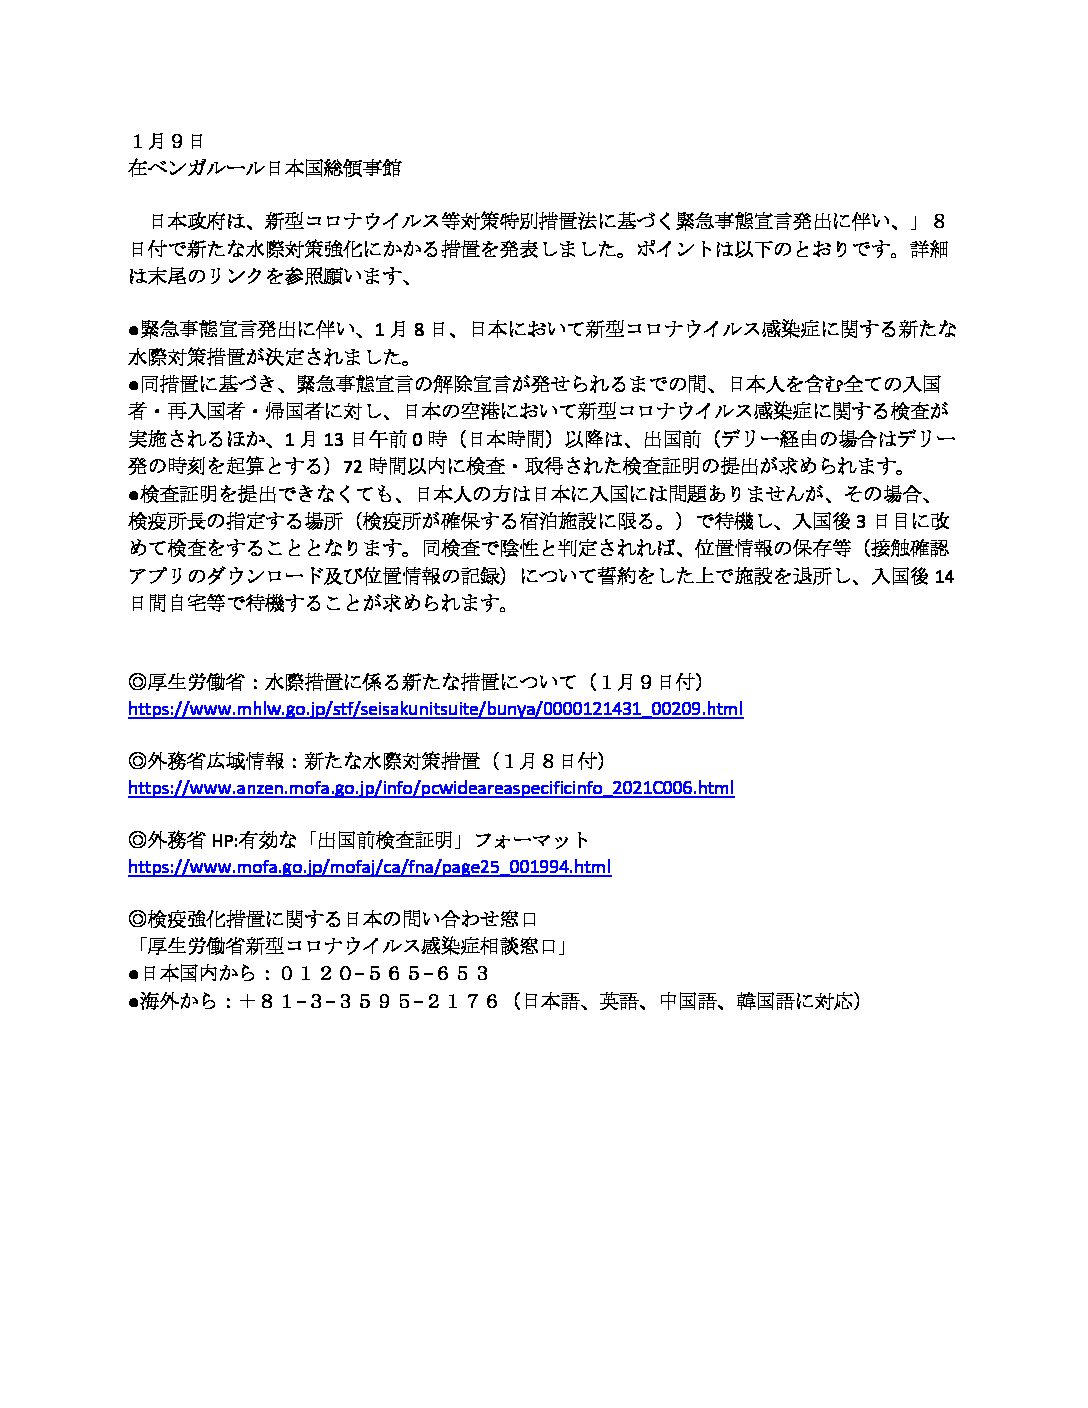 １月９日
在ベンガルール日本国総領事館
　日本政府は、新型コロナウイルス等対策特別措置法に基づく緊急事態宣言発出に伴い、」８
日付で新たな水際対策強化にかかる措置を発表しました。ポイントは以下のとおりです。詳細
は末尾のリンクを参照願います、
●緊急事態宣言発出に伴い、1 月 8 日、日本において新型コロナウイルス感染症に関する新たな
水際対策措置が決定されました。
●同措置に基づき、緊急事態宣言の解除宣言が発せられるまでの間、日本人を含む全ての入国
者・再入国者・帰国者に対し、日本の空港において新型コロナウイルス感染症に関する検査が
実施されるほか、1 月 13 日午前 0 時（日本時間）以降は、出国前（デリー経由の場合はデリー
発の時刻を起算とする）72 時間以内に検査・取得された検査証明の提出が求められます。
●検査証明を提出できなくても、日本人の方は日本に入国には問題ありませんが、その場合、
検疫所長の指定する場所（検疫所が確保する宿泊施設に限る。）で待機し、入国後 3 日目に改
めて検査をすることとなります。同検査で陰性と判定されれば、位置情報の保存等（接触確認
アプリのダウンロード及び位置情報の記録）について誓約をした上で施設を退所し、入国後 14
日間自宅等で待機することが求められます。
◎厚生労働省：水際措置に係る新たな措置について（１月９日付）
https://www.mhlw.go.jp/stf/seisakunitsuite/bunya/0000121431_00209.html
◎外務省広域情報：新たな水際対策措置（１月８日付）
https://www.anzen.mofa.go.jp/info/pcwideareaspecificinfo_2021C006.html
◎外務省 HP:有効な「出国前検査証明」フォーマット
https://www.mofa.go.jp/mofaj/ca/fna/page25_001994.html
◎検疫強化措置に関する日本の問い合わせ窓口
「厚生労働省新型コロナウイルス感染症相談窓口」
●日本国内から：０１２０−５６５−６５３
●海外から：＋８１−３−３５９５−２１７６（日本語、英語、中国語、韓国語に対応）